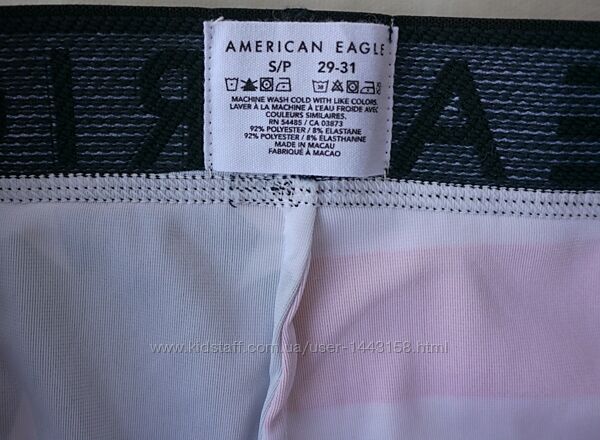 AMERICAN EAGLE
S/P 29-31
30
MACHINE WASH COLD WITH LIKE COLORS.
LAVER À LA MACHINE À L'EAU FROIDE AVEC
COULEURS SIMILAIRES.
RN 54485 / CA 03873
92% POLYESTER / 8% ELASTANE
92% POLYESTER / 8% ELASTHANNE
MADE IN MACAU
FABRIQUÉ À MACAO
www.kidstaff.com.ua/user-1443158.html